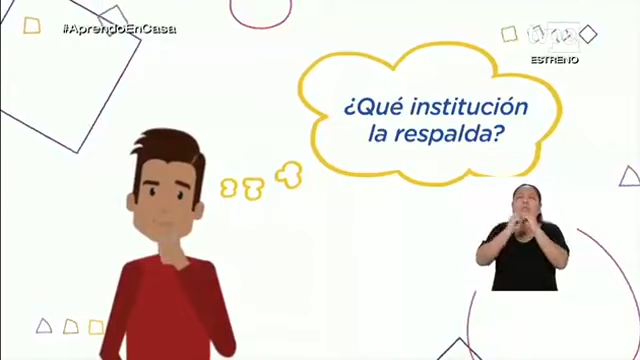 #AprendoEnCasa
ESTRENO
¿Qué institución
la respalda?